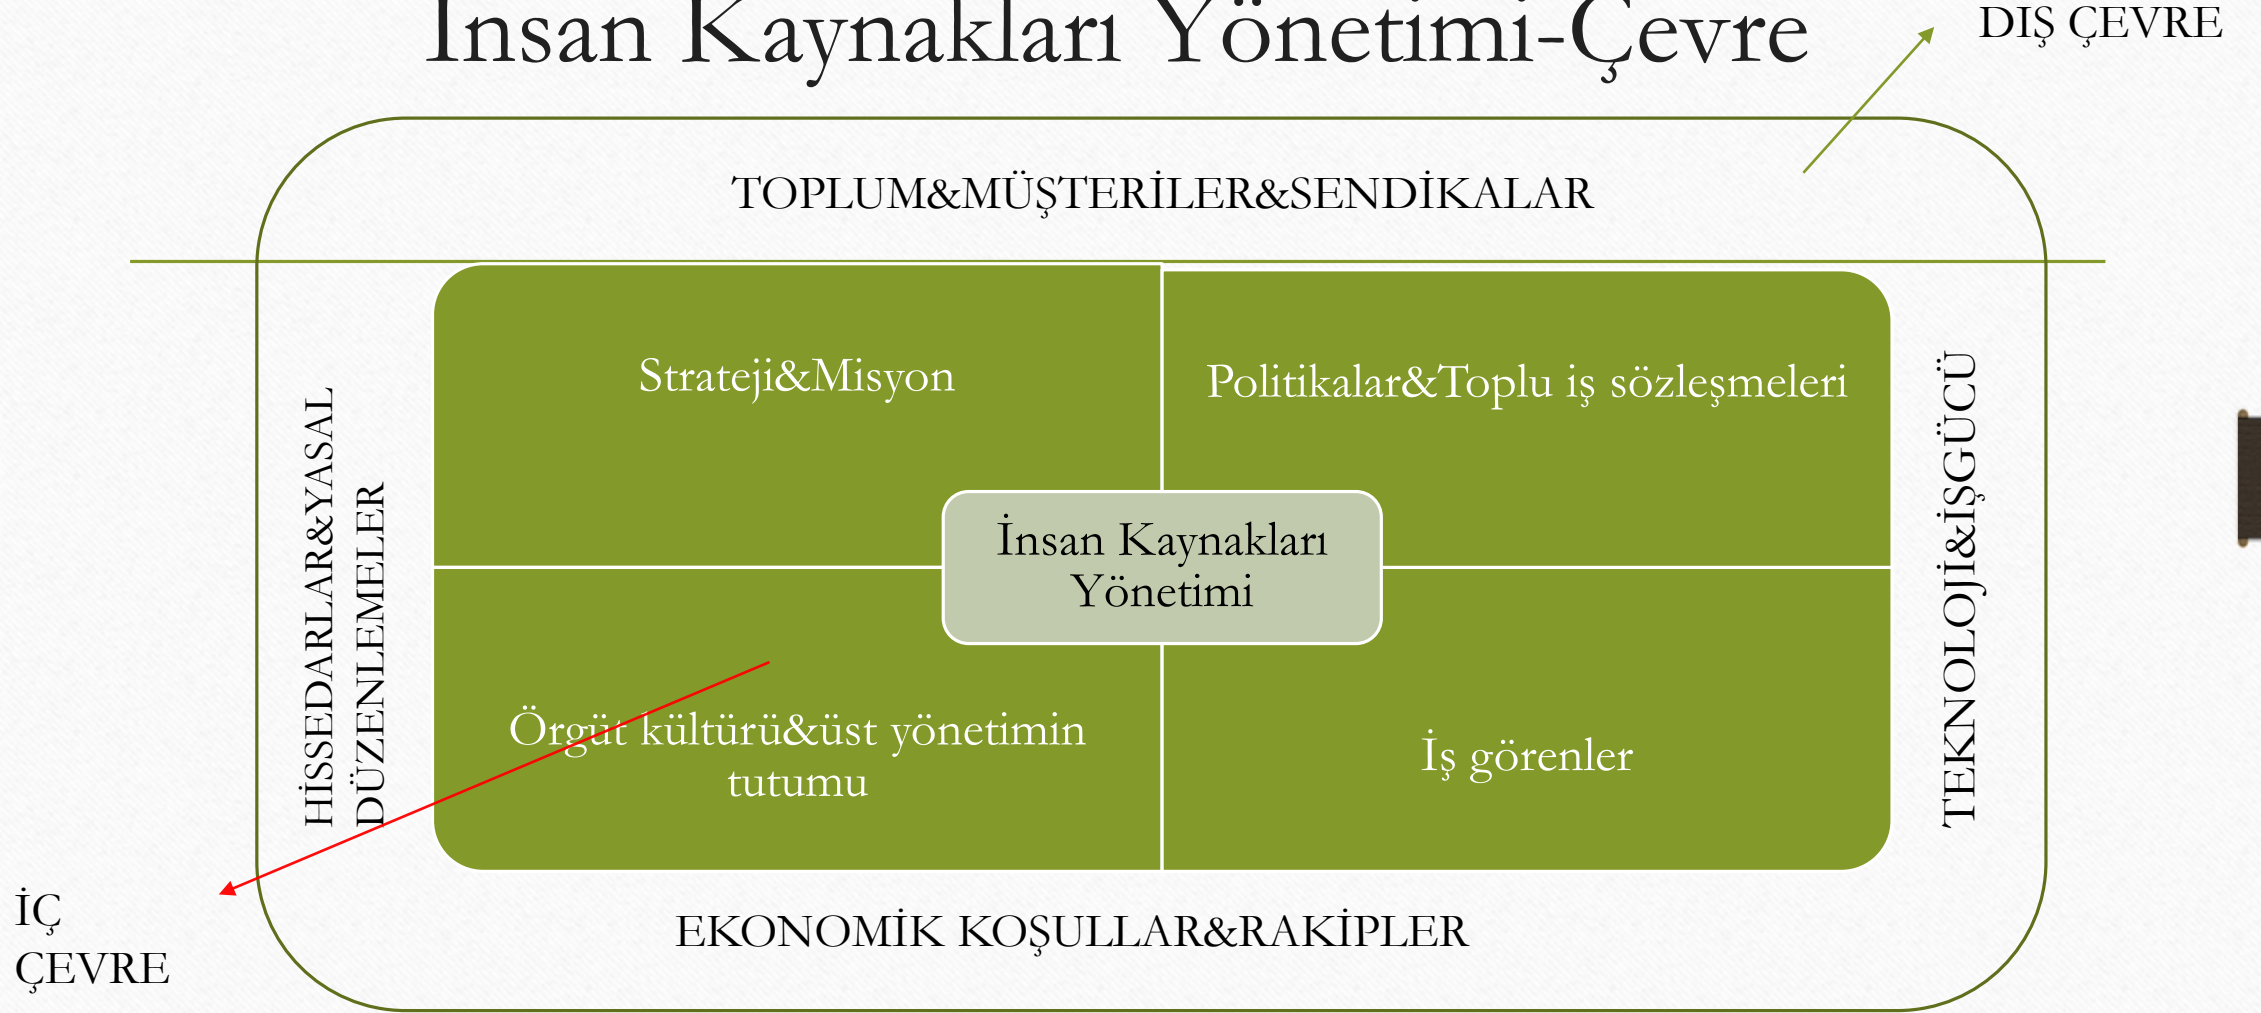 İnsan Kaynakları Yönetimi-Çevre
DIŞ ÇEVRE
TOPLUM&MÜŞTERİLER&SENDİKALAR
HİSSEDARLAR&YASAL
DÜZENLEMELER
Strateji&Misyon
Politikalar&Toplu iş sözleşmeleri
İnsan Kaynakları
Yönetimi
Örgüt kültürü&üst yönetimin
tutumu
İş görenler
TEKNOLOJİ&İŞGÜCÜ
EKONOMİK KOŞULLAR&RAKİPLER
İÇ
ÇEVRE